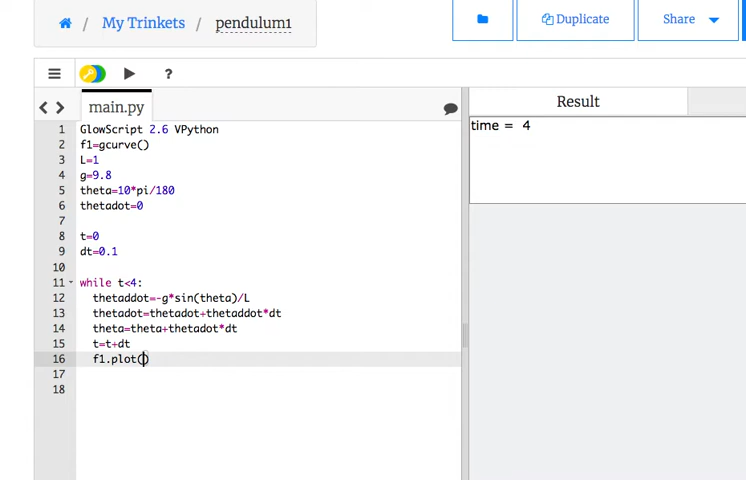 My Trinkets / pendulum1
Duplicate
Share
?
main.py
Result
1 GlowScript 2.6 VPython
2 f1=gcurve()
3 L=1
4 g=9.8
5 theta=10*pi/180
6 thetadot=0
7
8 t=0
9 dt=0.1
10
11 while t<4:
12 thetaddot=-g*sin(theta)/L
13 thetadot=thetadot+thetaddot*dt
14 theta=theta+thetadot*dt
15 t=t+dt
16 f1.plot()
17
18
time = 4